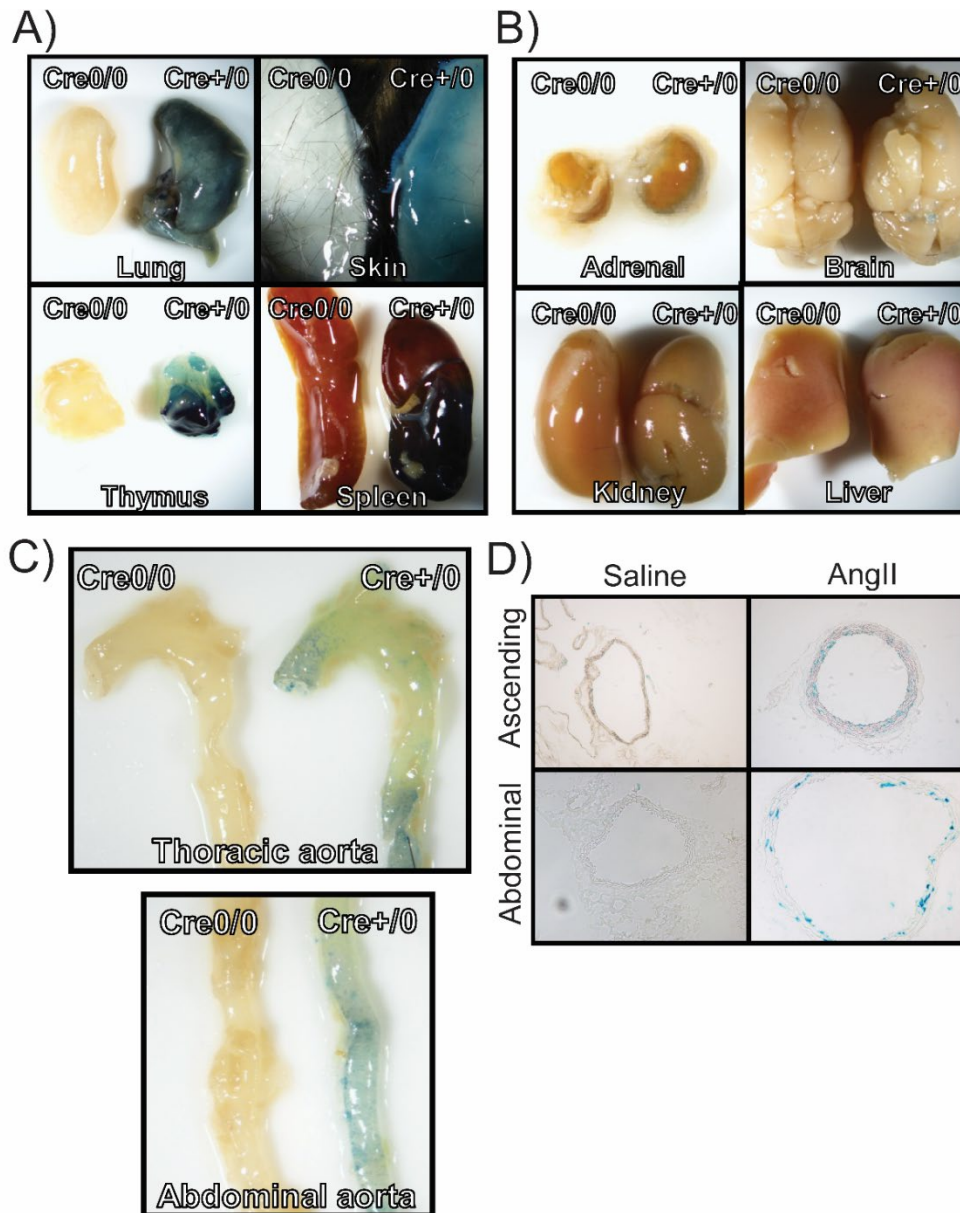 A)
Cre0/0 Cre+/0
Lung
Cre0/0 Cre+/0
Skin
Cre0/0 Cre+/0
Thymus
Cre0/0 Cre+/0
Spleen
B)
Cre0/0 Cre+/0
Adrenal
Cre0/0 Cre+/0
Brain
Cre0/0 Cre+/0
Kidney
Cre0/0 Cre+/0
Liver
C)
Cre0/0 Cre+/0
Thoracic aorta
Cre0/0 Cre+/0
Abdominal aorta
D)
Saline AngII
Ascending
Abdominal